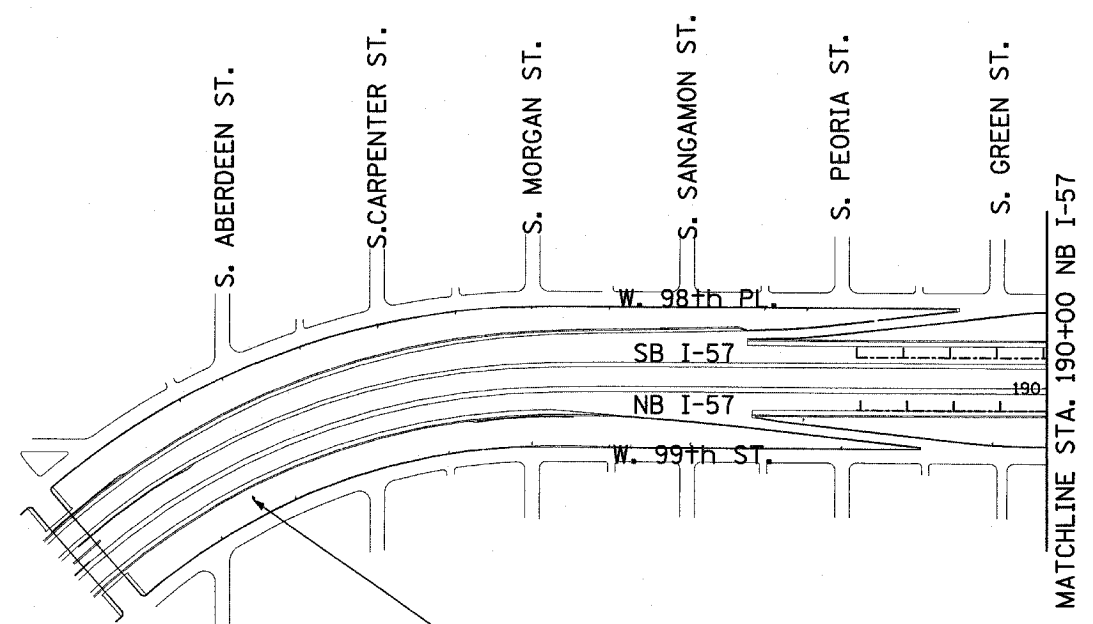 S. ABERDEEN ST.
S.CARPENTER ST.
S. MORGAN ST.
S. SANGAMON ST.
S. PEORIA ST.
S. GREEN ST.
W. 98th PL.
SB I-57
190
NB I-57
W. 99th ST.
MATCHLINE STA. 190+00 NB I-57